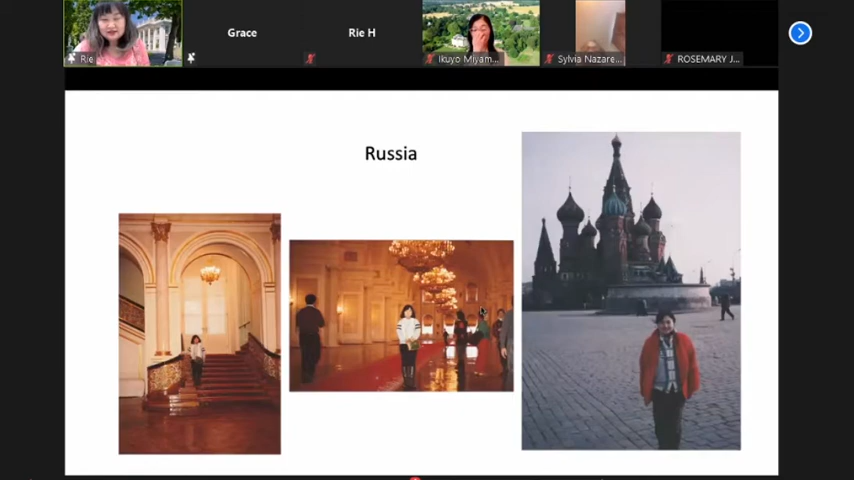 Grace
Rie H
Rie
Ikuyo Miyam...
Sylvia Nazare...
ROSEMARY J...
Russia